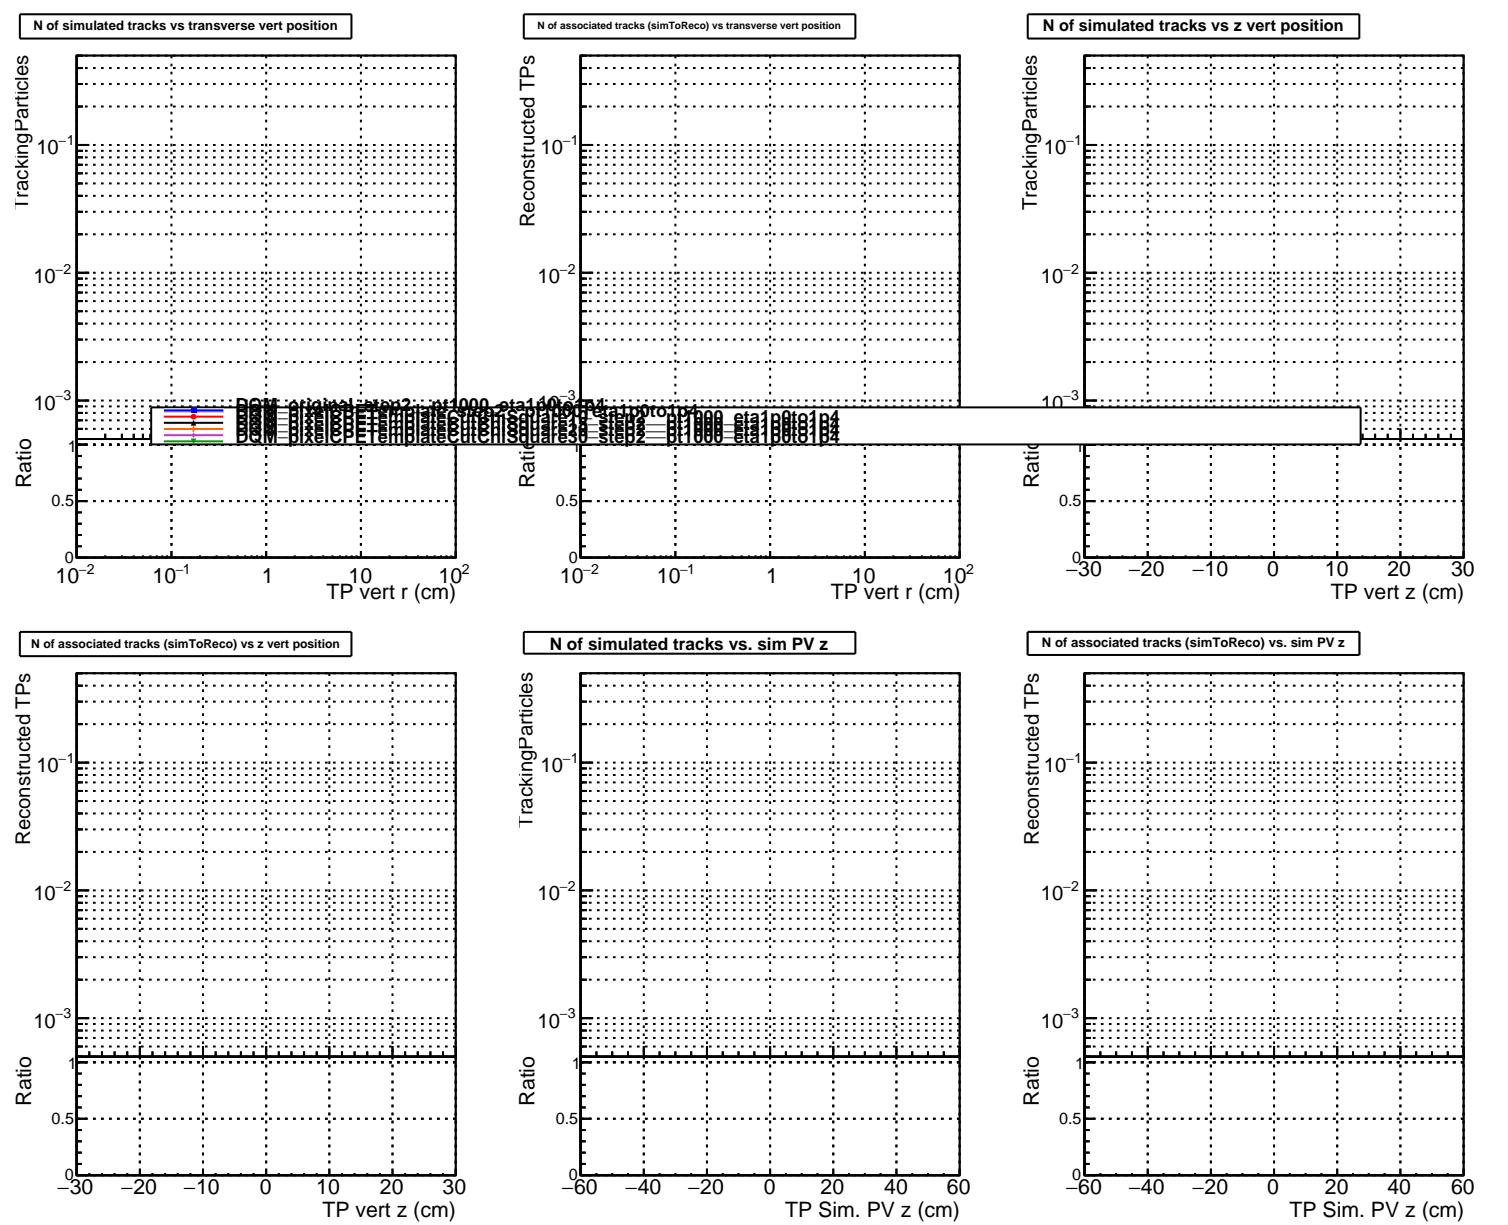 N of simulated tracks vs transverse vert position
TrackingParticles
10−1
10−2
10−3
Ratio
1
0.5
0
10−2 10−1 1 10 102
TP vert r (cm)
N of associated tracks (simToReco) vs transverse vert position
Reconstructed TPs
10−1
10−2
10−3
Ratio
1
0.5
0
10−2 10−1 1 10 102
TP vert r (cm)
N of simulated tracks vs z vert position
TrackingParticles
10−1
10−2
10−3
Ratio
1
0.5
0
−30 −20 −10 0 10 20 30
TP vert z (cm)
DQM_original_step2__pt1000_eta1p0to1p4
DQM_pixelCPETemplate_step2__pt1000_eta1p0to1p4
N of associated tracks (simToReco) vs z vert position
Reconstructed TPs
10−1
10−2
10−3
Ratio
1
0.5
0
−30 −20 −10 0 10 20 30
TP vert z (cm)
N of simulated tracks vs. sim PV z
TrackingParticles
10−1
10−2
10−3
Ratio
1
0.5
0
−60 −40 −20 0 20 40 60
TP Sim. PV z (cm)
N of associated tracks (simToReco) vs. sim PV z
Reconstructed TPs
10−1
10−2
10−3
Ratio
1
0.5
0
−60 −40 −20 0 20 40 60
TP Sim. PV z (cm)